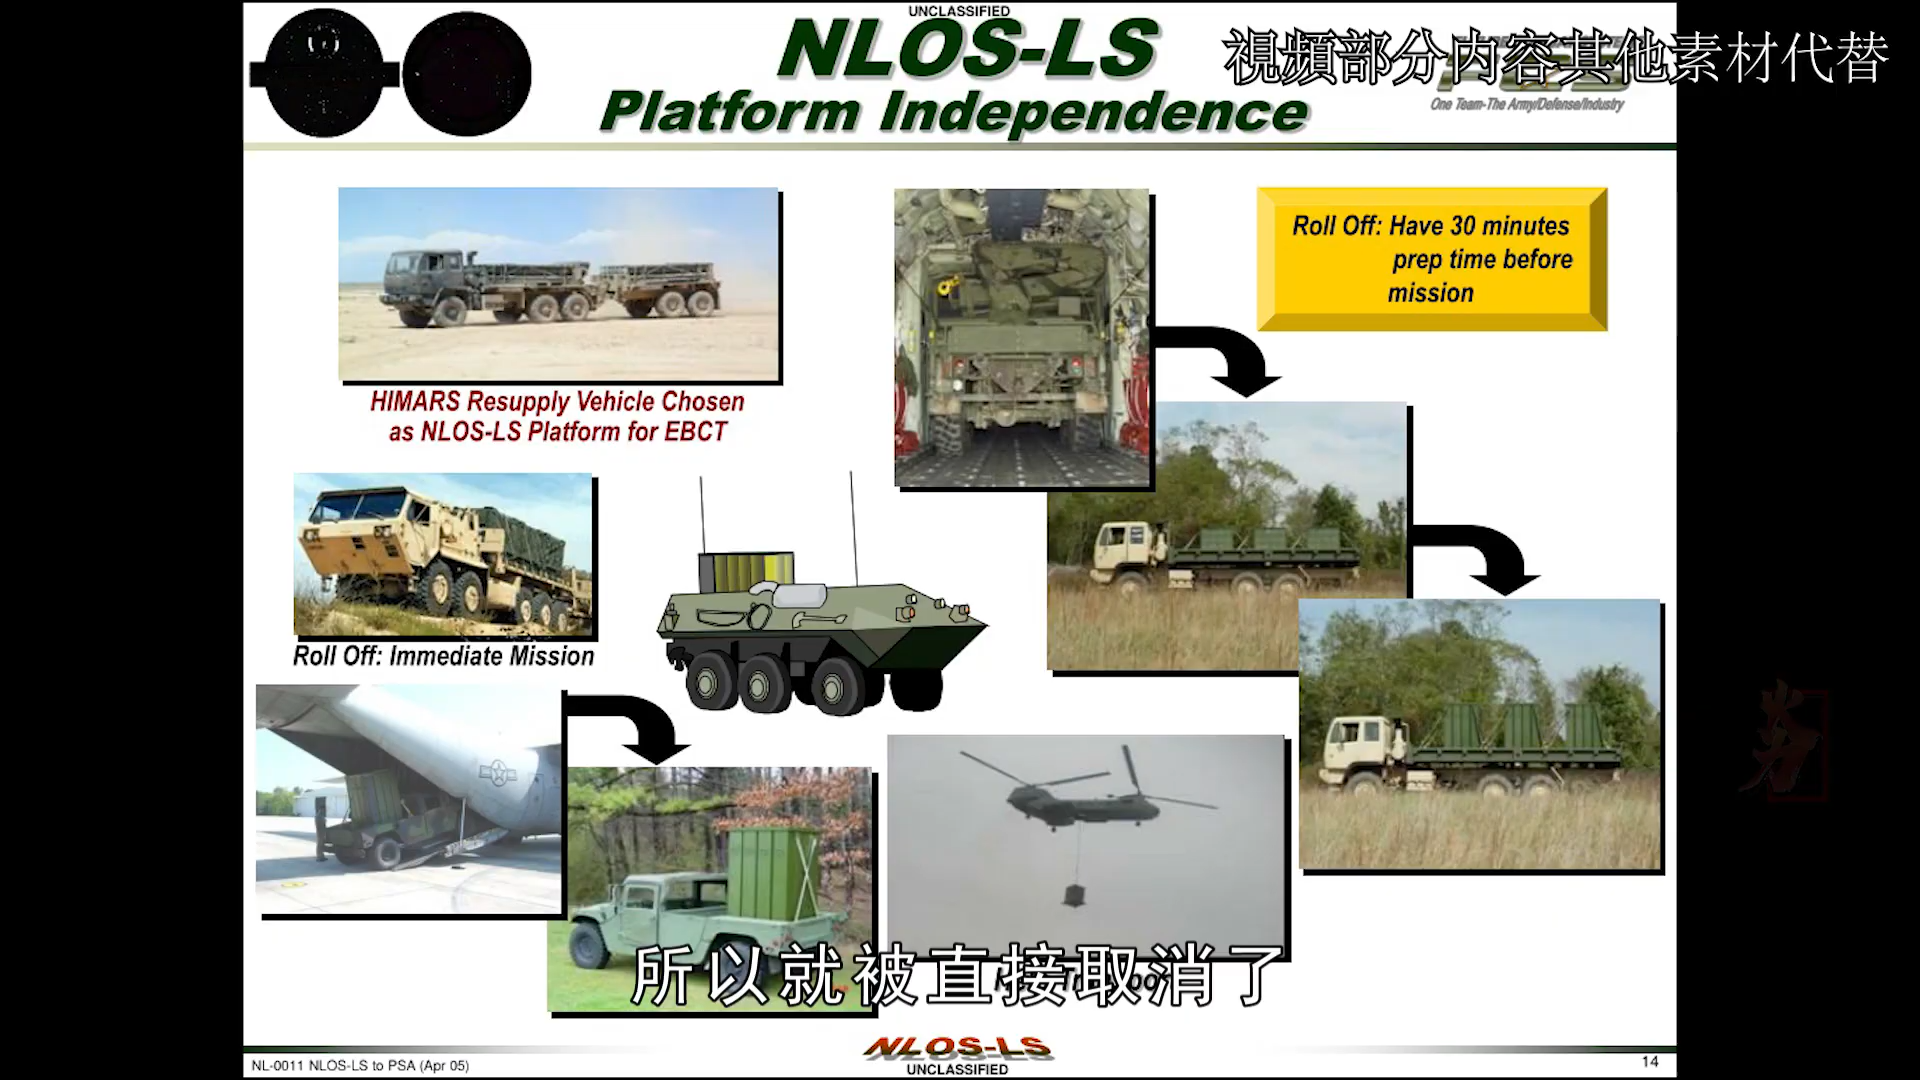 UNCLASSIFIED
NLOS-LS
Platform Independence
視頻部分内容其他素材代替
One Team-The Army/Defense/Industry
Roll Off: Have 30 minutes
prep time before
mission
HIMARS Resupply Vehicle Chosen
as NLOS-LS Platform for EBCT
Roll Off: Immediate Mission
所以就被直接取消了
NL-0011 NLOS-LS to PSA (Apr 05)
NLOS-LS
UNCLASSIFIED
14